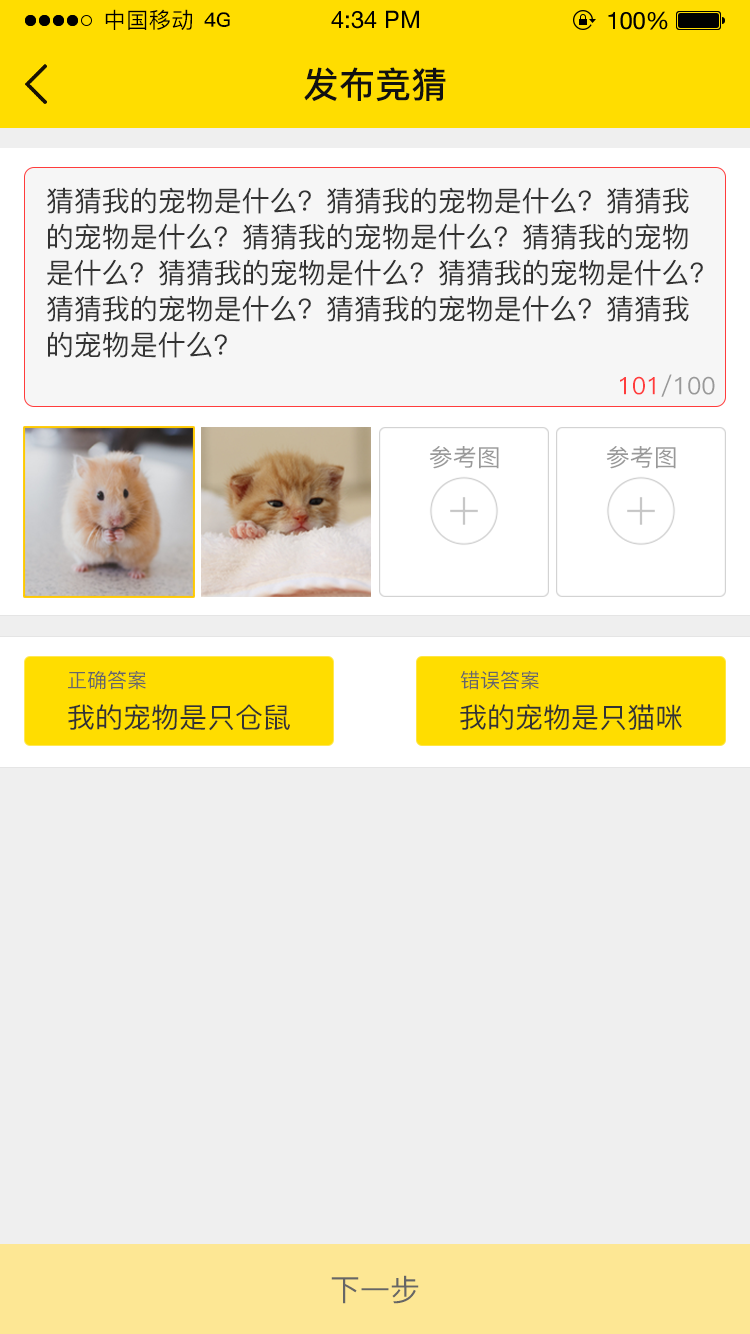 中国移动 4G 4:34 PM 100%
发布竞猜
猜猜我的宠物是什么？猜猜我的宠物是什么？猜猜我
的宠物是什么？猜猜我的宠物是什么？猜猜我的宠物
是什么？猜猜我的宠物是什么？猜猜我的宠物是什么？
猜猜我的宠物是什么？猜猜我的宠物是什么？猜猜我
的宠物是什么？
101/100
参考图 参考图
正确答案 错误答案
我的宠物是只仓鼠 我的宠物是只猫咪
下一步